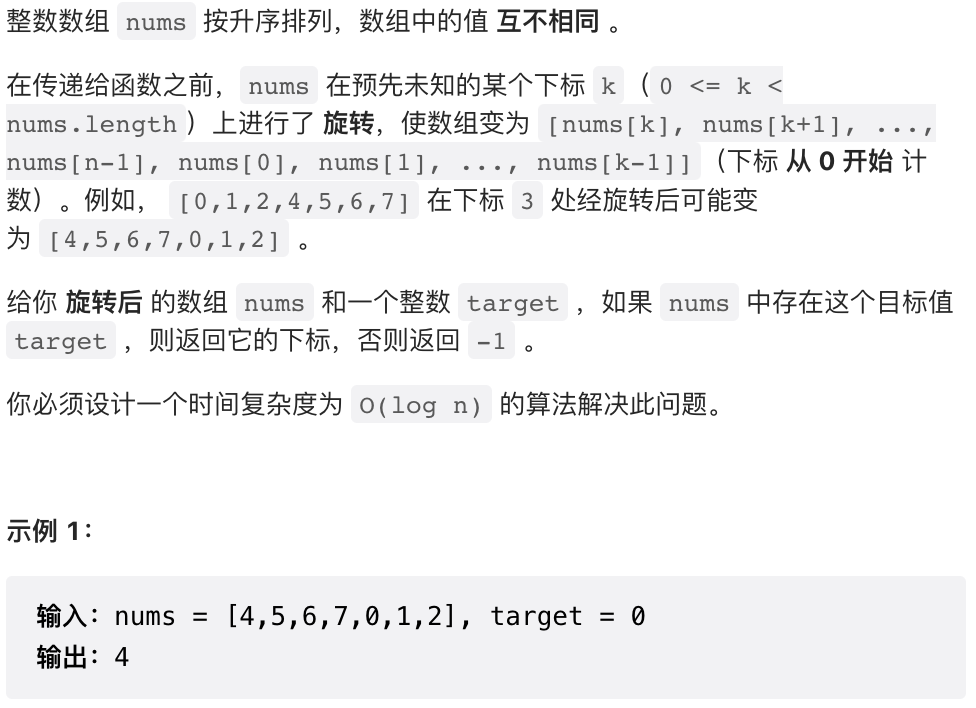 整数数组 nums 按升序排列，数组中的值 互不相同 。
在传递给函数之前， nums 在预先未知的某个下标 k （ 0 <= k <
nums.length ）上进行了 旋转，使数组变为 [nums[k], nums[k+1], ...,
nums[n-1], nums[0], nums[1], ..., nums[k-1]] （下标 从 0 开始 计
数）。例如， [0,1,2,4,5,6,7] 在下标 3 处经旋转后可能变
为 [4,5,6,7,0,1,2] 。
给你 旋转后 的数组 nums 和一个整数 target ，如果 nums 中存在这个目标值
target ，则返回它的下标，否则返回 -1 。
你必须设计一个时间复杂度为 O(log n) 的算法解决此问题。
示例 1：
输入：nums = [4,5,6,7,0,1,2], target = 0
输出：4